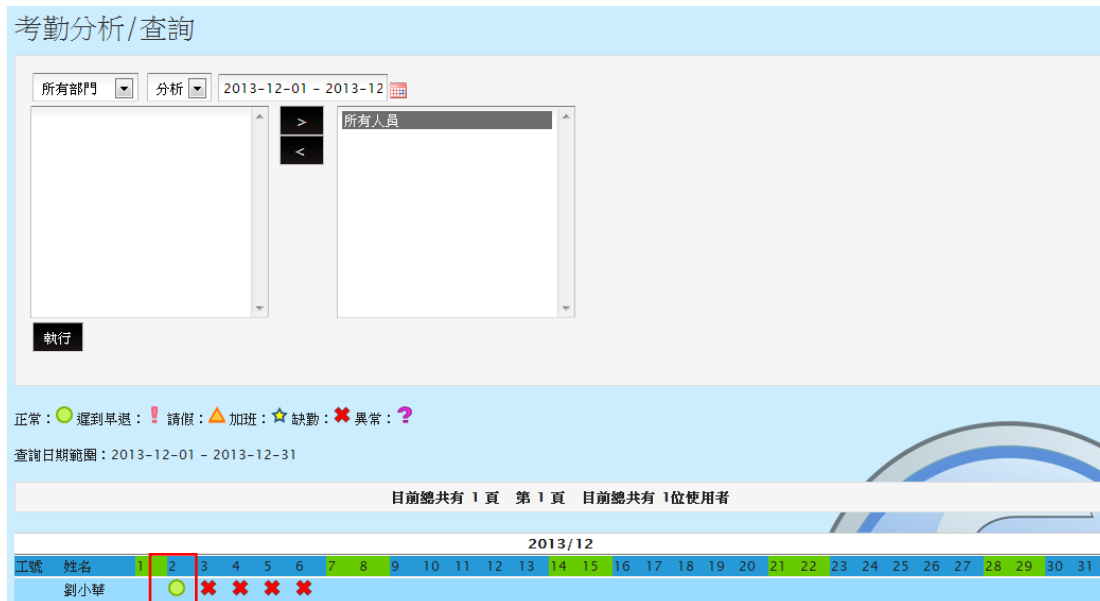 考勤分析/查詢
所有部門 分析 2013-12-01 - 2013-12
> 所有人員
<
執行
正常： 遲到早退： 請假： 加班： 缺勤： 異常：
查詢日期範圍：2013-12-01 - 2013-12-31
目前總共有 1 頁 第 1 頁 目前總共有 1位使用者
2013/12
工號 姓名 1 2 3 4 5 6 7 8 9 10 11 12 13 14 15 16 17 18 19 20 21 22 23 24 25 26 27 28 29 30 31
劉小華